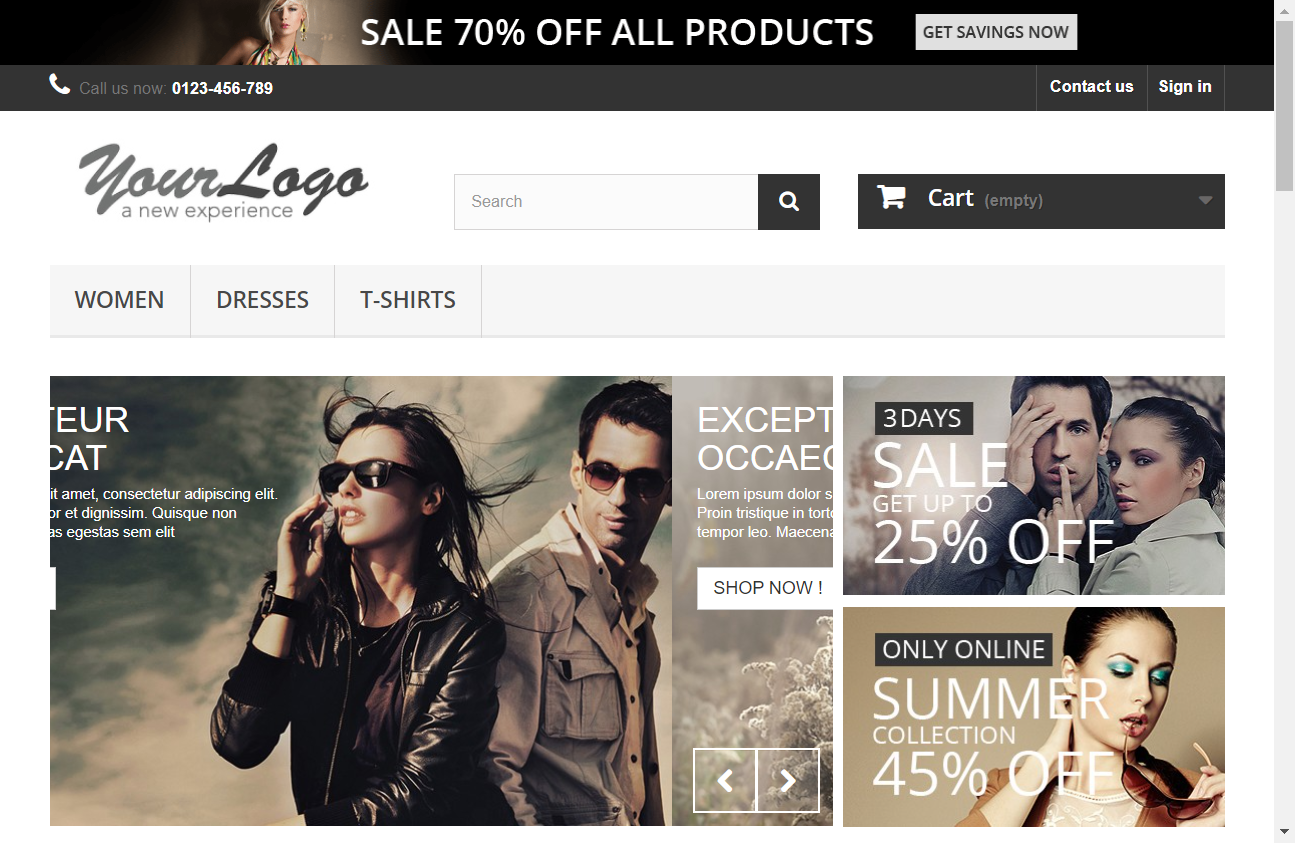 SALE 70% OFF ALL PRODUCTS
GET SAVINGS NOW
Call us now: 0123-456-789
Contact us
Sign in
YourLogo
a new experience
Search
Cart (empty)
WOMEN
DRESSES
T-SHIRTS
TEUR
CAT
it amet, consectetur adipiscing elit.
or et dignissim. Quisque non
as egestas sem elit
EXCEPT
OCCAEC
Lorem ipsum dolor s
Proin tristique in torto
tempor leo. Maecena
SHOP NOW !
3 DAYS
SALE
GET UP TO
25% OFF
ONLY ONLINE
SUMMER
COLLECTION
45% OFF